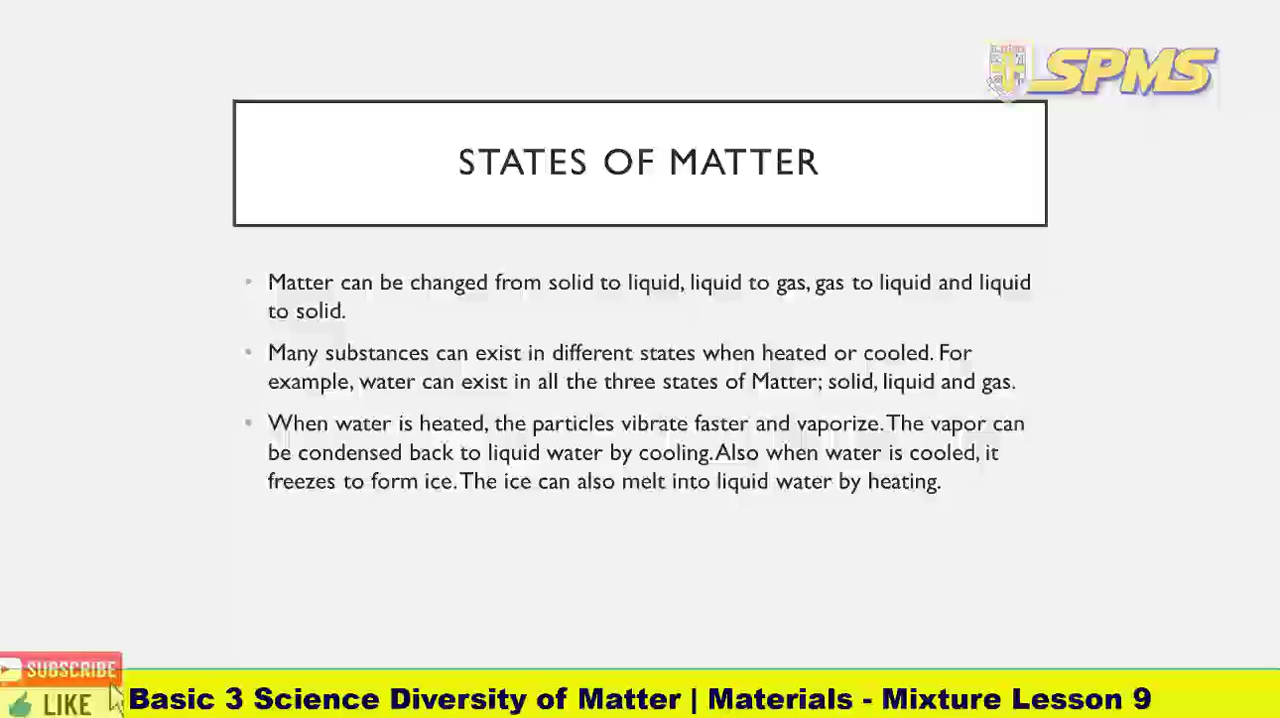 SPMS
STATES OF MATTER
• Matter can be changed from solid to liquid, liquid to gas, gas to liquid and liquid
to solid.
• Many substances can exist in different states when heated or cooled. For
example, water can exist in all the three states of Matter; solid, liquid and gas.
• When water is heated, the particles vibrate faster and vaporize. The vapor can
be condensed back to liquid water by cooling. Also when water is cooled, it
freezes to form ice. The ice can also melt into liquid water by heating.
SUBSCRIBE
LIKE
Basic 3 Science Diversity of Matter | Materials - Mixture Lesson 9